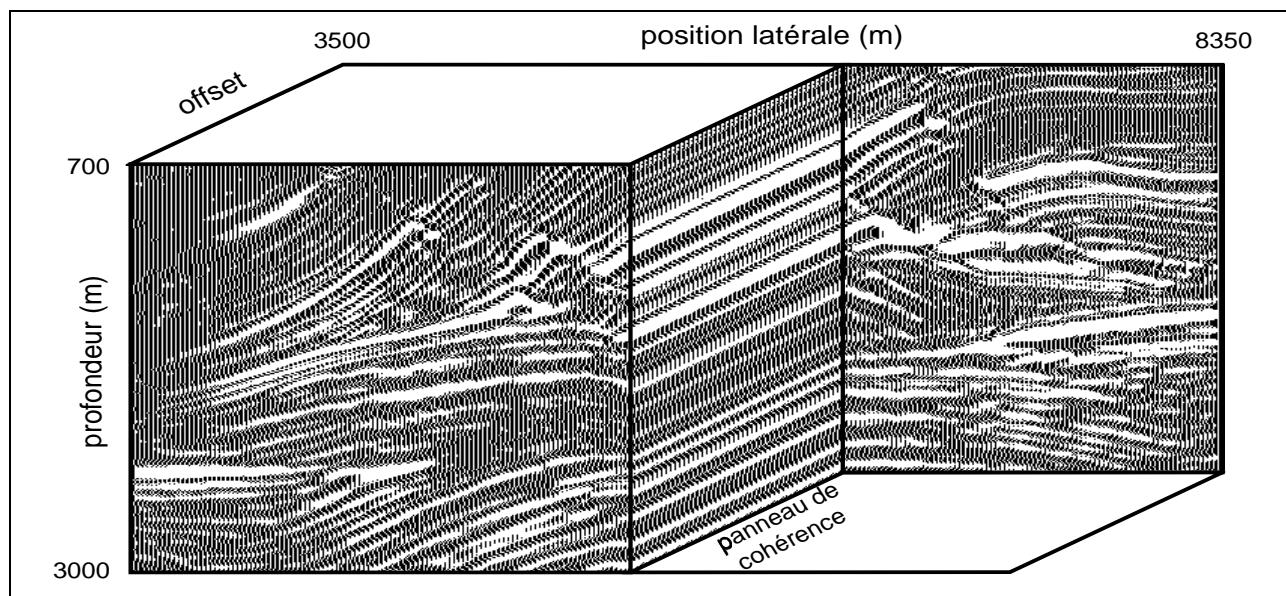 3500
position latérale (m)
8350
offset
700
profondeur (m)
3000
panneau de
cohérence